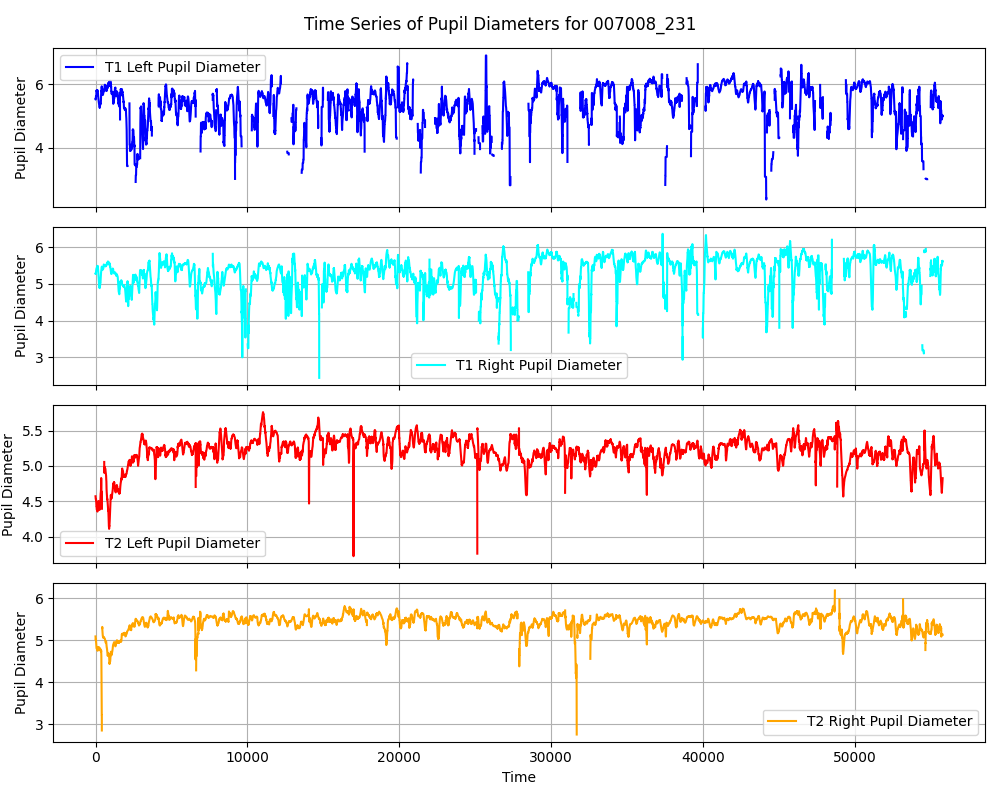 Time Series of Pupil Diameters for 007008_231
Pupil Diameter
6
4
T1 Left Pupil Diameter
Pupil Diameter
6
5
4
3
T1 Right Pupil Diameter
Pupil Diameter
5.5
5.0
4.5
4.0
T2 Left Pupil Diameter
Pupil Diameter
6
5
4
3
T2 Right Pupil Diameter
0 10000 20000 30000 40000 50000
Time